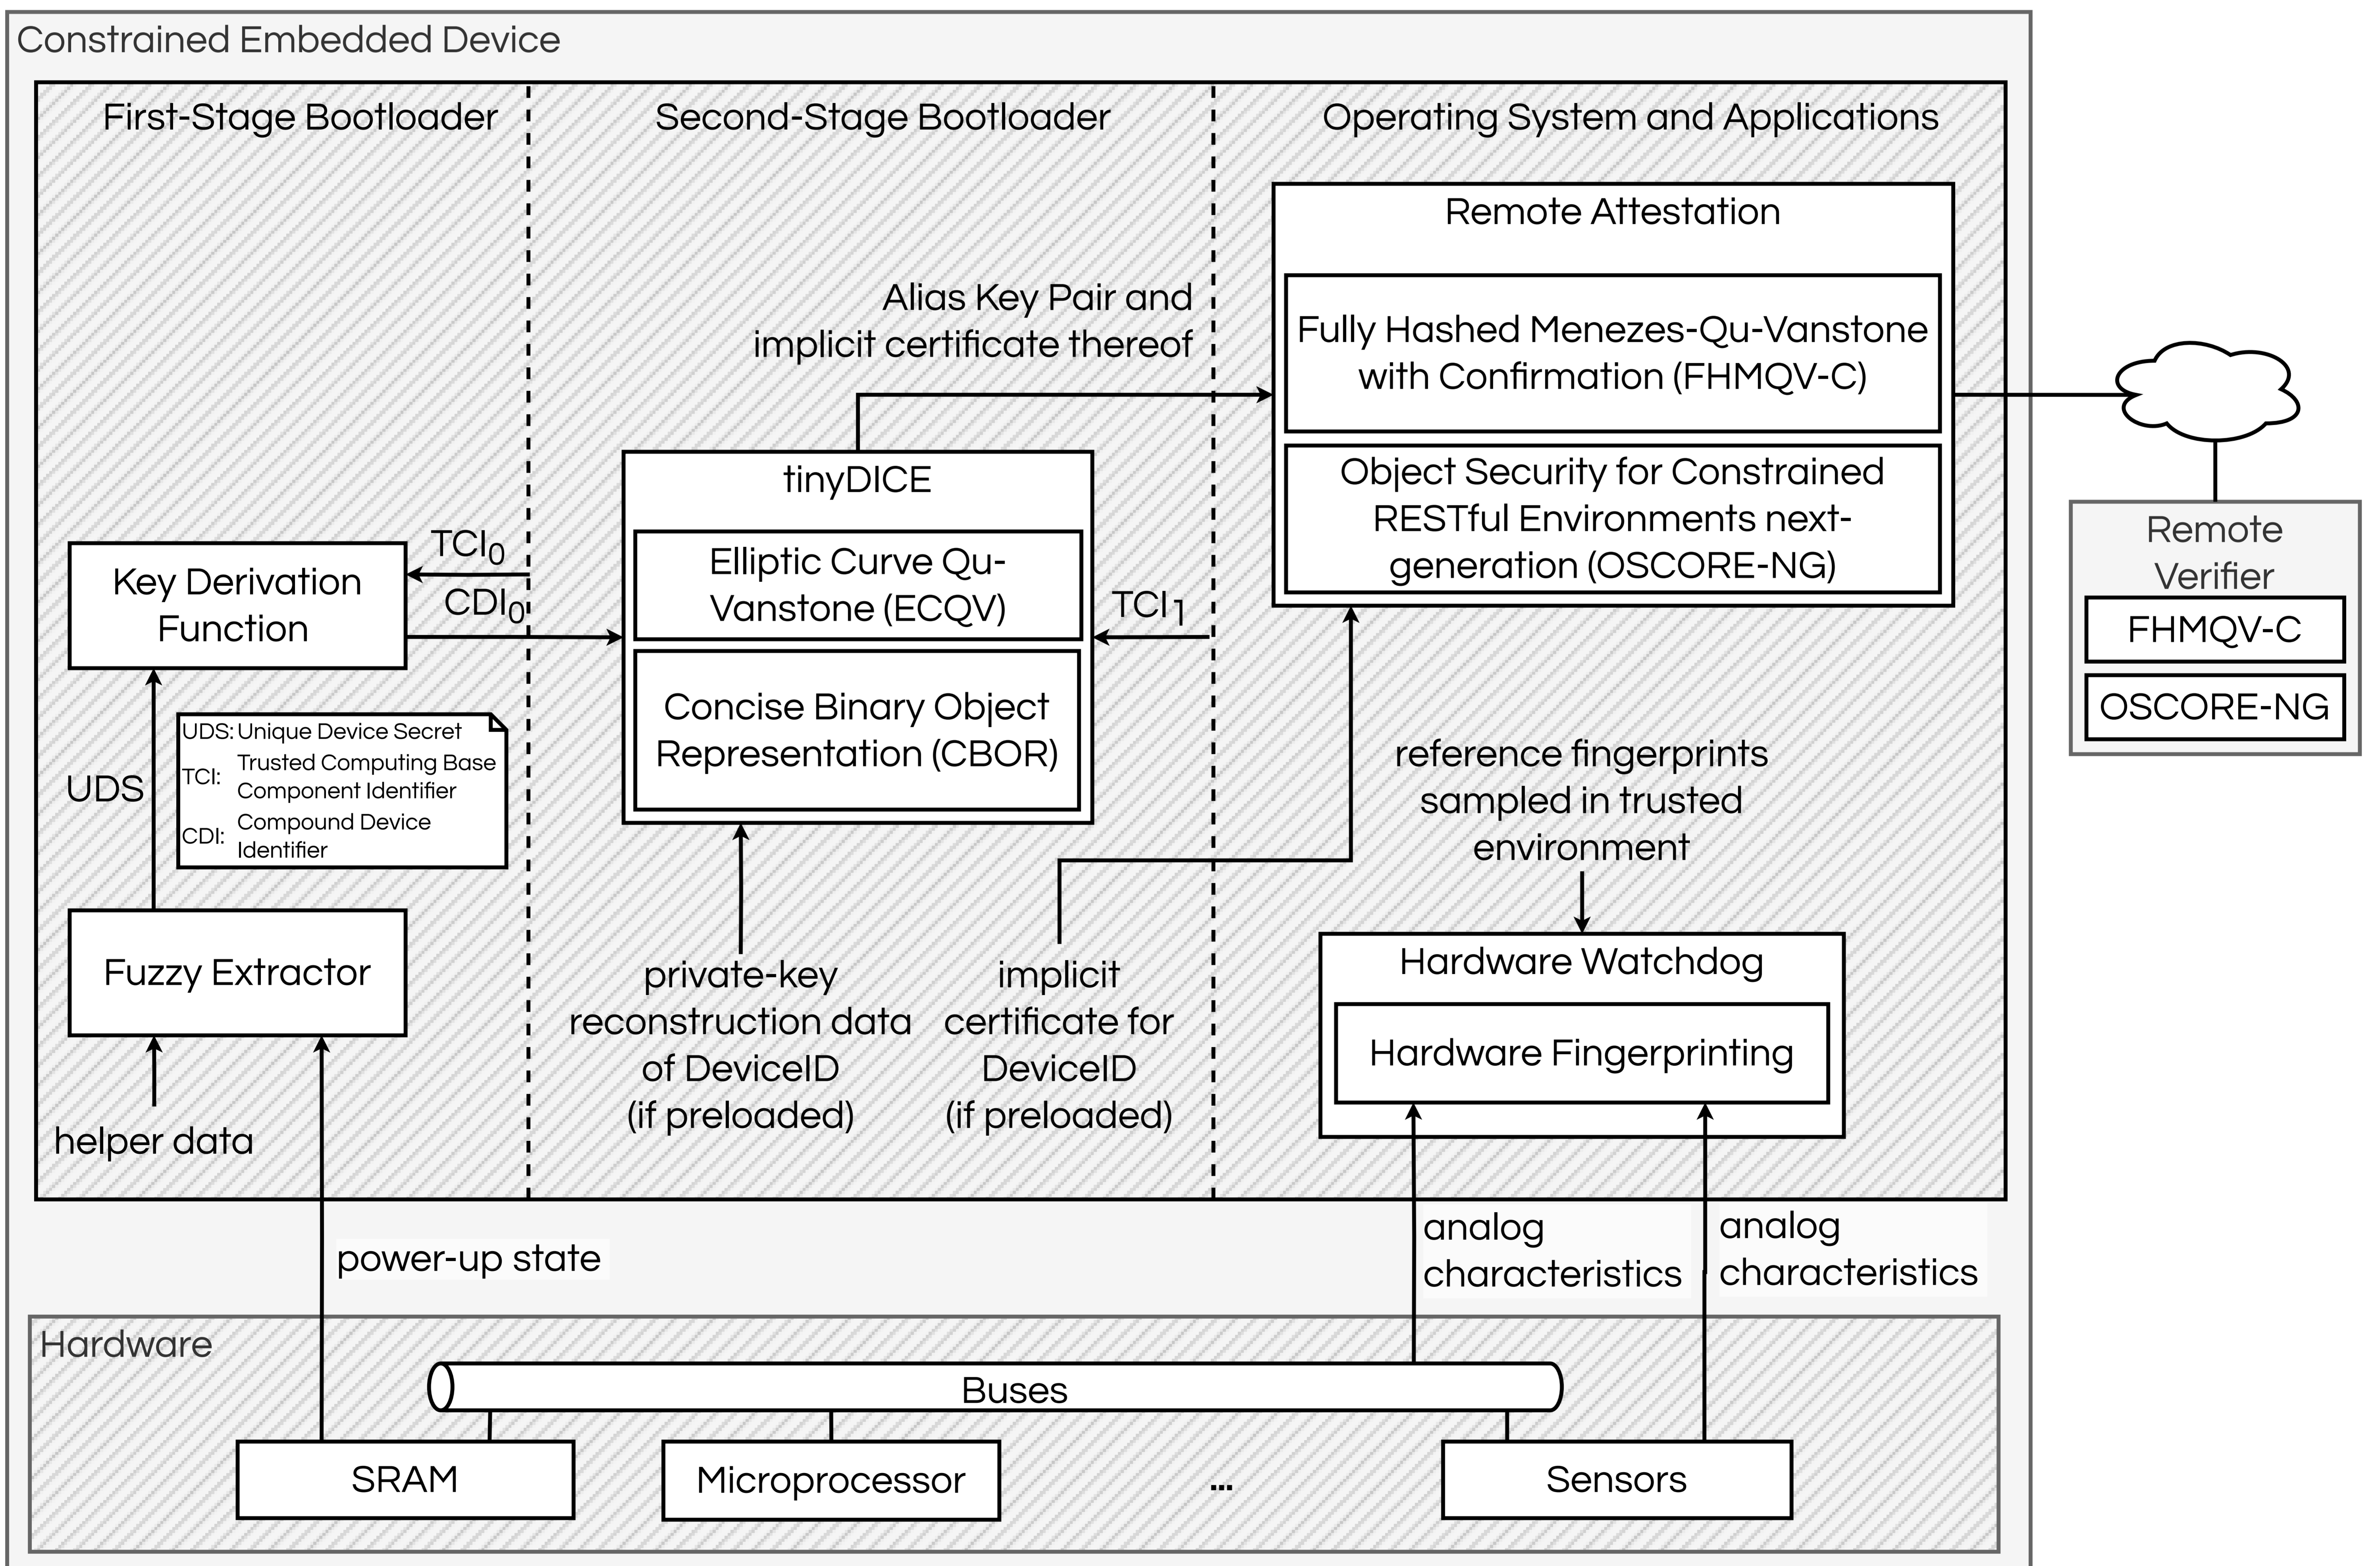 Constrained Embedded Device
First-Stage Bootloader
Second-Stage Bootloader
Operating System and Applications
Remote Attestation
Fully Hashed Menezes-Qu-Vanstone
with Confirmation (FHMQV-C)
Object Security for Constrained
RESTful Environments next-
generation (OSCORE-NG)
Alias Key Pair and
implicit certificate thereof
tinyDICE
Elliptic Curve Qu-
Vanstone (ECQV)
Concise Binary Object
Representation (CBOR)
TCI0
CDI0
TCI1
Key Derivation
Function
UDS
UDS: Unique Device Secret
TCI: Trusted Computing Base
Component Identifier
CDI: Compound Device
Identifier
Fuzzy Extractor
helper data
private-key
reconstruction data
of DeviceID
(if preloaded)
implicit
certificate for
DeviceID
(if preloaded)
reference fingerprints
sampled in trusted
environment
Hardware Watchdog
Hardware Fingerprinting
Remote
Verifier
FHMQV-C
OSCORE-NG
power-up state
analog
characteristics
analog
characteristics
Hardware
Buses
SRAM
Microprocessor
...
Sensors